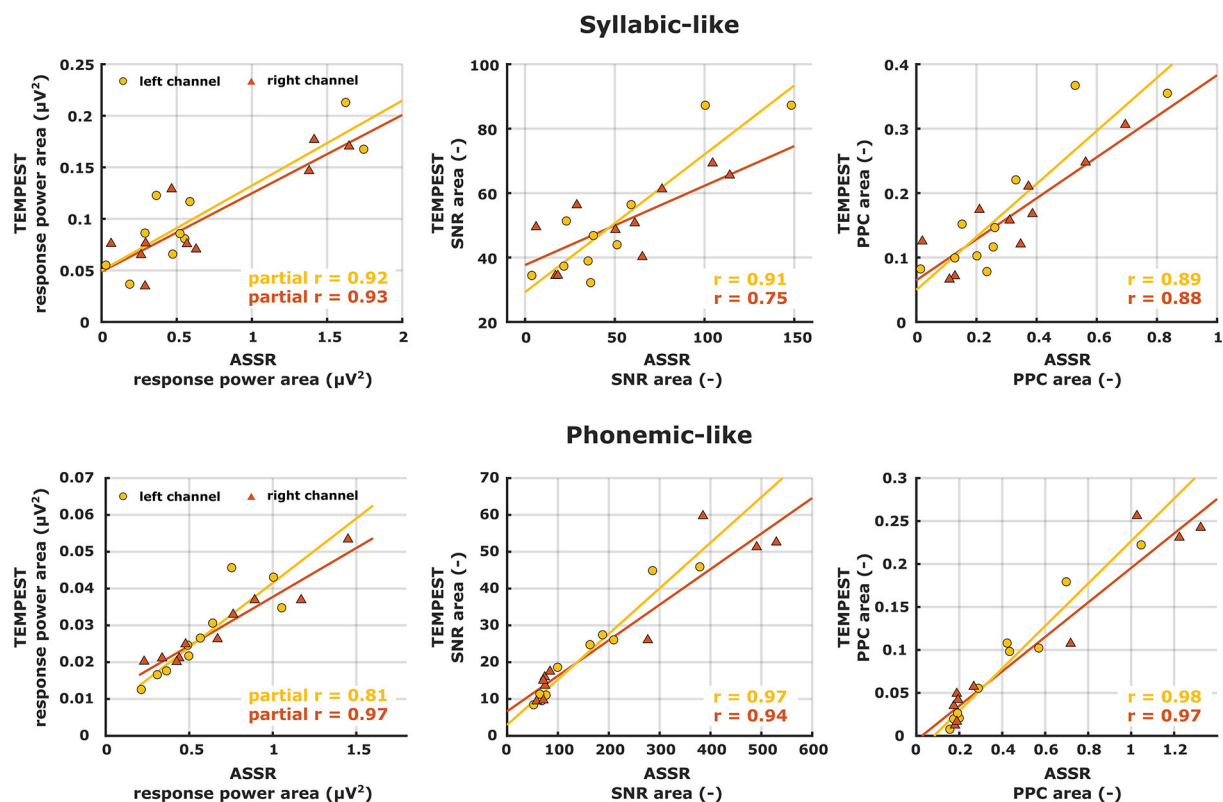 Syllabic-like
TEMPEST
response power area (µV²)
0.25
0.2
0.15
0.1
0.05
0
left channel
right channel
partial r = 0.92
partial r = 0.93
0
0.5
1
1.5
2
ASSR
response power area (µV²)
TEMPEST
SNR area (-)
100
80
60
40
20
r = 0.91
r = 0.75
0
50
100
150
ASSR
SNR area (-)
TEMPEST
PPC area (-)
0.4
0.3
0.2
0.1
0
r = 0.89
r = 0.88
0
0.2
0.4
0.6
0.8
1
ASSR
PPC area (-)
Phonemic-like
TEMPEST
response power area (µV²)
0.07
0.06
0.05
0.04
0.03
0.02
0.01
0
left channel
right channel
partial r = 0.81
partial r = 0.97
0
0.5
1
1.5
ASSR
response power area (µV²)
TEMPEST
SNR area (-)
70
60
50
40
30
20
10
0
r = 0.97
r = 0.94
0
100
200
300
400
500
600
ASSR
SNR area (-)
TEMPEST
PPC area (-)
0.3
0.25
0.2
0.15
0.1
0.05
0
r = 0.98
r = 0.97
0
0.2
0.4
0.6
0.8
1
1.2
ASSR
PPC area (-)